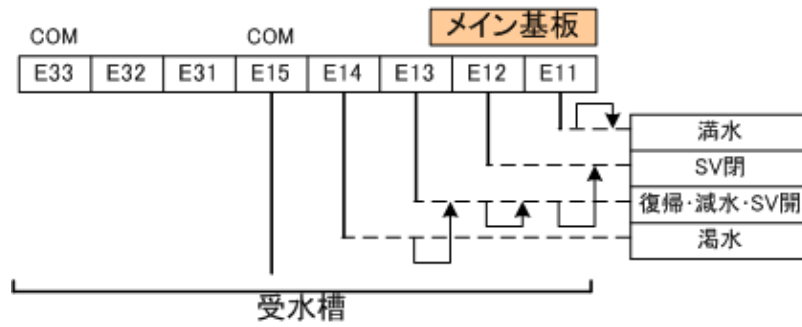 メイン基板
COM COM
E33 E32 E31 E15 E14 E13 E12 E11
満水
SV閉
復帰・減水・SV開
渇水
受水槽